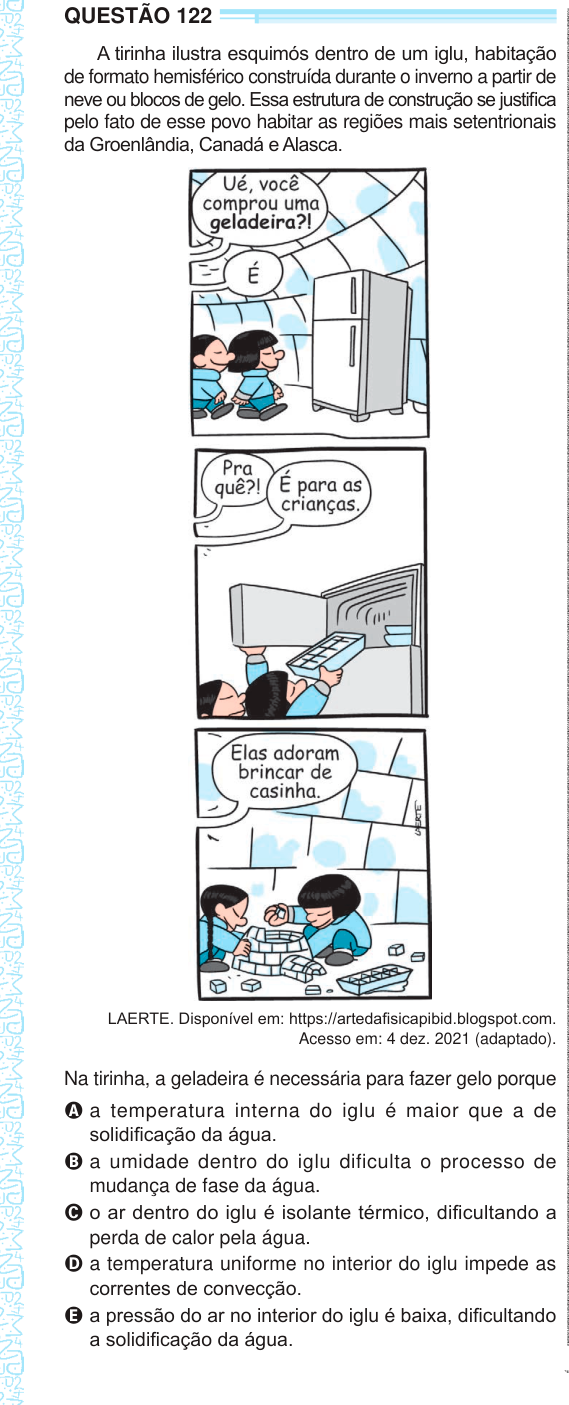 QUESTÃO 122
A tirinha ilustra esquimós dentro de um iglu, habitação
de formato hemisférico construída durante o inverno a partir de
neve ou blocos de gelo. Essa estrutura de construção se justifica
pelo fato de esse povo habitar as regiões mais setentrionais
da Groenlândia, Canadá e Alasca.
Ué, você
comprou uma
geladeira?!
É
Pra
quê?!
É para as
crianças.
Elas adoram
brincar de
casinha.
LAERTE
LAERTE. Disponível em: https://artedafisicapibid.blogspot.com.
Acesso em: 4 dez. 2021 (adaptado).
Na tirinha, a geladeira é necessária para fazer gelo porque
A a temperatura interna do iglu é maior que a de
solidificação da água.
B a umidade dentro do iglu dificulta o processo de
mudança de fase da água.
C o ar dentro do iglu é isolante térmico, dificultando a
perda de calor pela água.
D a temperatura uniforme no interior do iglu impede as
correntes de convecção.
E a pressão do ar no interior do iglu é baixa, dificultando
a solidificação da água.